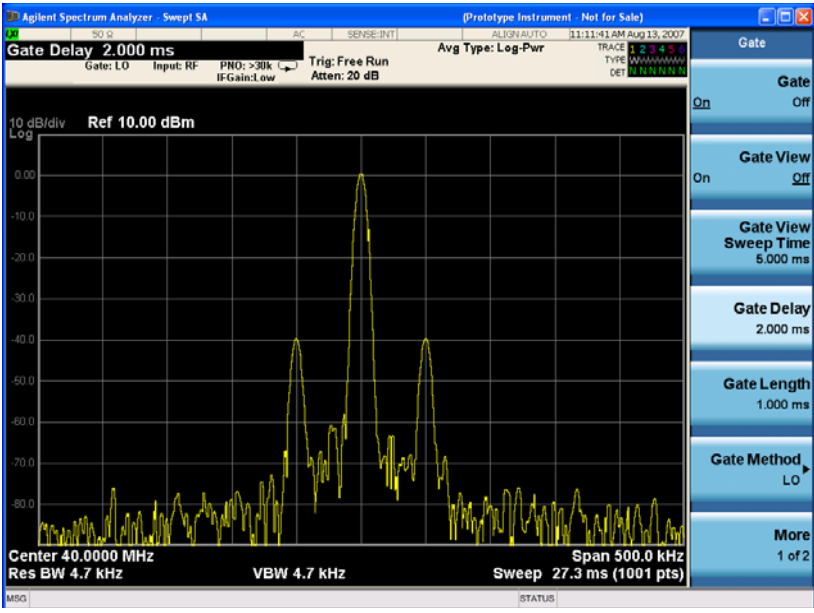 Agilent Spectrum Analyzer - Swept SA (Prototype Instrument - Not for Sale)
50 Ω AC SENSE:INT ALIGN AUTO 11:11:41 AM Aug 13, 2007
Gate Delay 2.000 ms
Gate: LO Input: RF PNO: >30k IFGain:Low
Trig: Free Run
Atten: 20 dB
Avg Type: Log-Pwr
TRACE 1 2 3 4 5 6
TYPE WWWWWW
DET N N N N N N
10 dB/div Ref 10.00 dBm
Log
0.00
-10.0
-20.0
-30.0
-40.0
-50.0
-60.0
-70.0
-80.0
Center 40.0000 MHz Span 500.0 kHz
Res BW 4.7 kHz VBW 4.7 kHz Sweep 27.3 ms (1001 pts)
MSG STATUS
Gate
Gate
On Off
Gate View
On Off
Gate View
Sweep Time
5.000 ms
Gate Delay
2.000 ms
Gate Length
1.000 ms
Gate Method
LO
More
1 of 2